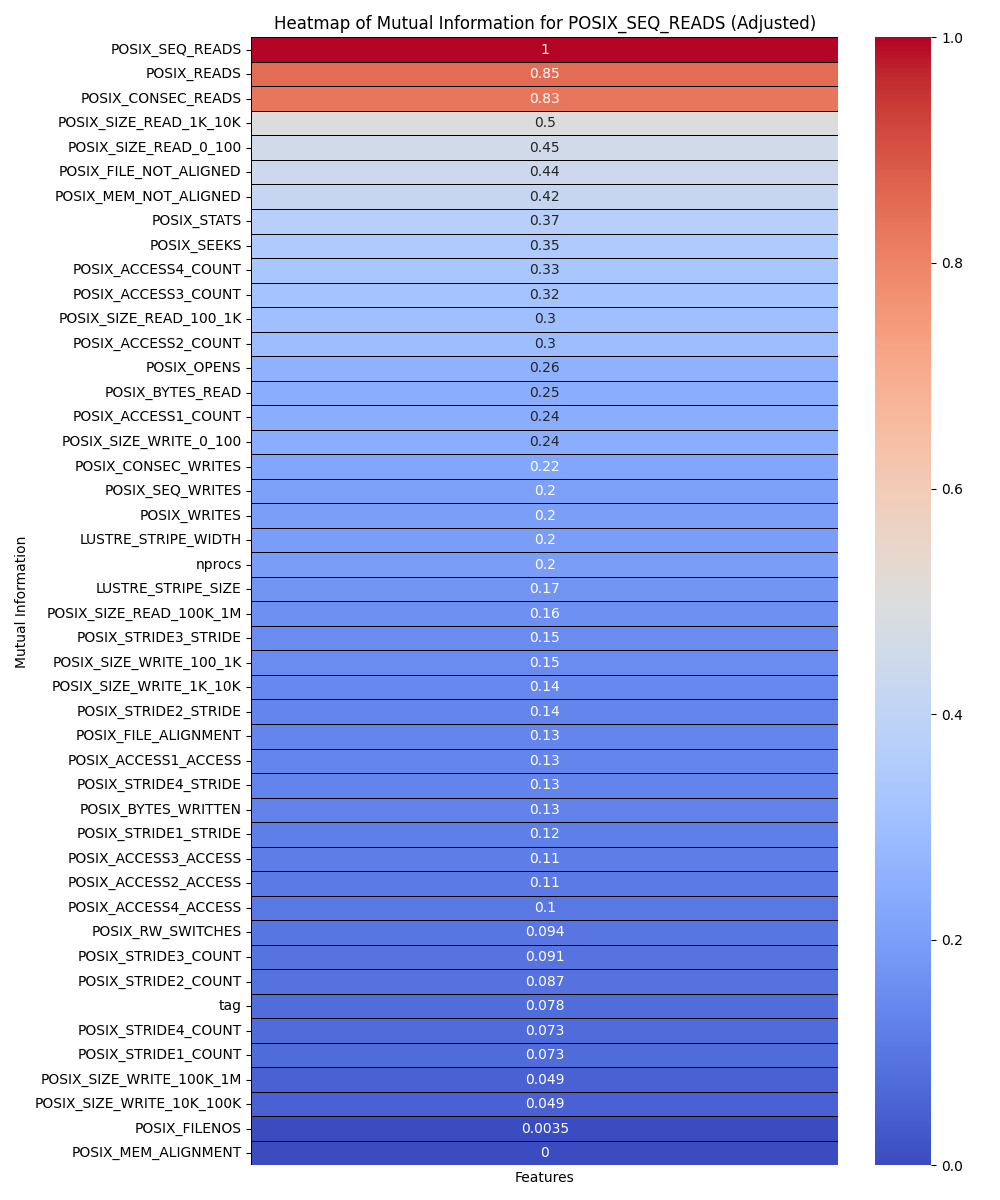 Heatmap of Mutual Information for POSIX_SEQ_READS (Adjusted)
POSIX_SEQ_READS 1
POSIX_READS 0.85
POSIX_CONSEC_READS 0.83
POSIX_SIZE_READ_1K_10K 0.5
POSIX_SIZE_READ_0_100 0.45
POSIX_FILE_NOT_ALIGNED 0.44
POSIX_MEM_NOT_ALIGNED 0.42
POSIX_STATS 0.37
POSIX_SEEKS 0.35
POSIX_ACCESS4_COUNT 0.33
POSIX_ACCESS3_COUNT 0.32
POSIX_SIZE_READ_100_1K 0.3
POSIX_ACCESS2_COUNT 0.3
POSIX_OPENS 0.26
POSIX_BYTES_READ 0.25
POSIX_ACCESS1_COUNT 0.24
POSIX_SIZE_WRITE_0_100 0.24
POSIX_CONSEC_WRITES 0.22
POSIX_SEQ_WRITES 0.2
POSIX_WRITES 0.2
LUSTRE_STRIPE_WIDTH 0.2
nprocs 0.2
LUSTRE_STRIPE_SIZE 0.17
POSIX_SIZE_READ_100K_1M 0.16
POSIX_STRIDE3_STRIDE 0.15
POSIX_SIZE_WRITE_100_1K 0.15
POSIX_SIZE_WRITE_1K_10K 0.14
POSIX_STRIDE2_STRIDE 0.14
POSIX_FILE_ALIGNMENT 0.13
POSIX_ACCESS1_ACCESS 0.13
POSIX_STRIDE4_STRIDE 0.13
POSIX_BYTES_WRITTEN 0.13
POSIX_STRIDE1_STRIDE 0.12
POSIX_ACCESS3_ACCESS 0.11
POSIX_ACCESS2_ACCESS 0.11
POSIX_ACCESS4_ACCESS 0.1
POSIX_RW_SWITCHES 0.094
POSIX_STRIDE3_COUNT 0.091
POSIX_STRIDE2_COUNT 0.087
tag 0.078
POSIX_STRIDE4_COUNT 0.073
POSIX_STRIDE1_COUNT 0.073
POSIX_SIZE_WRITE_100K_1M 0.049
POSIX_SIZE_WRITE_10K_100K 0.049
POSIX_FILENOS 0.0035
POSIX_MEM_ALIGNMENT 0
Mutual Information
Features
1.0
0.8
0.6
0.4
0.2
0.0